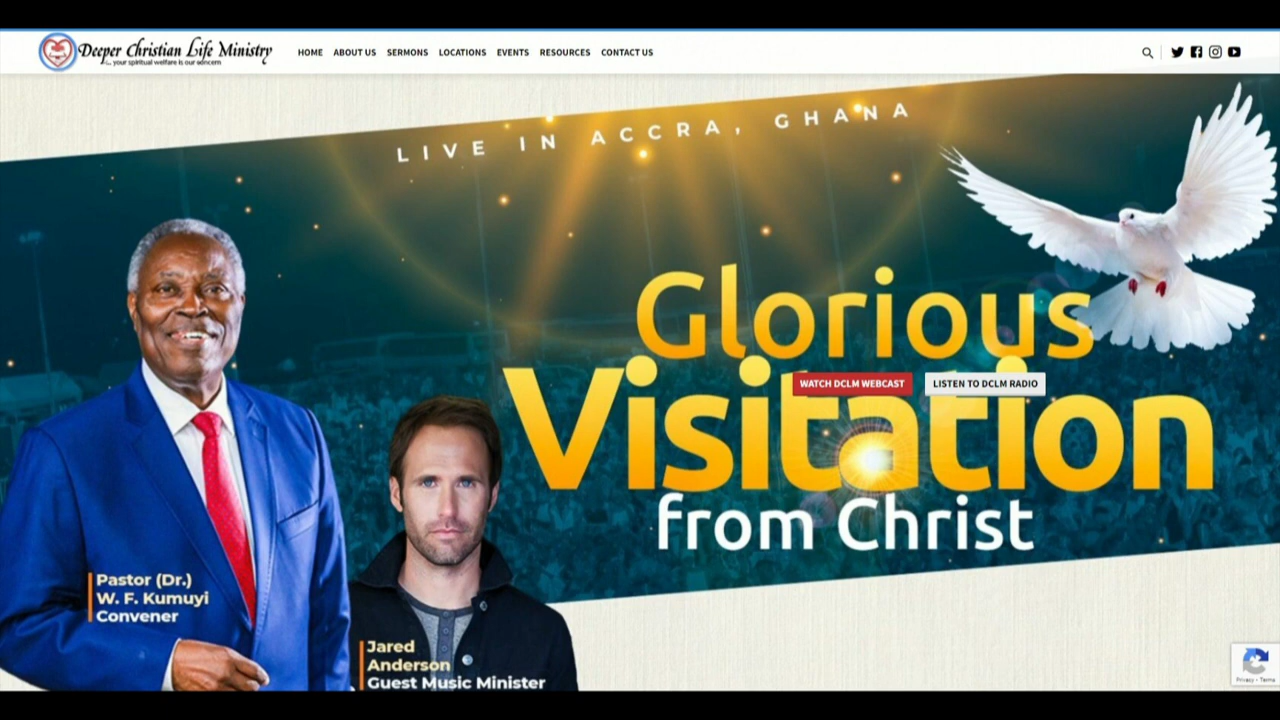 Deeper Christian Life Ministry
... your spiritual welfare is our concern
HOME ABOUT US SERMONS LOCATIONS EVENTS RESOURCES CONTACT US
LIVE IN ACCRA, GHANA
Glorious
Visitation
from Christ
WATCH DCLM WEBCAST LISTEN TO DCLM RADIO
Pastor (Dr.)
W. F. Kumuyi
Convener
Jared
Anderson
Guest Music Minister
Privacy - Terms